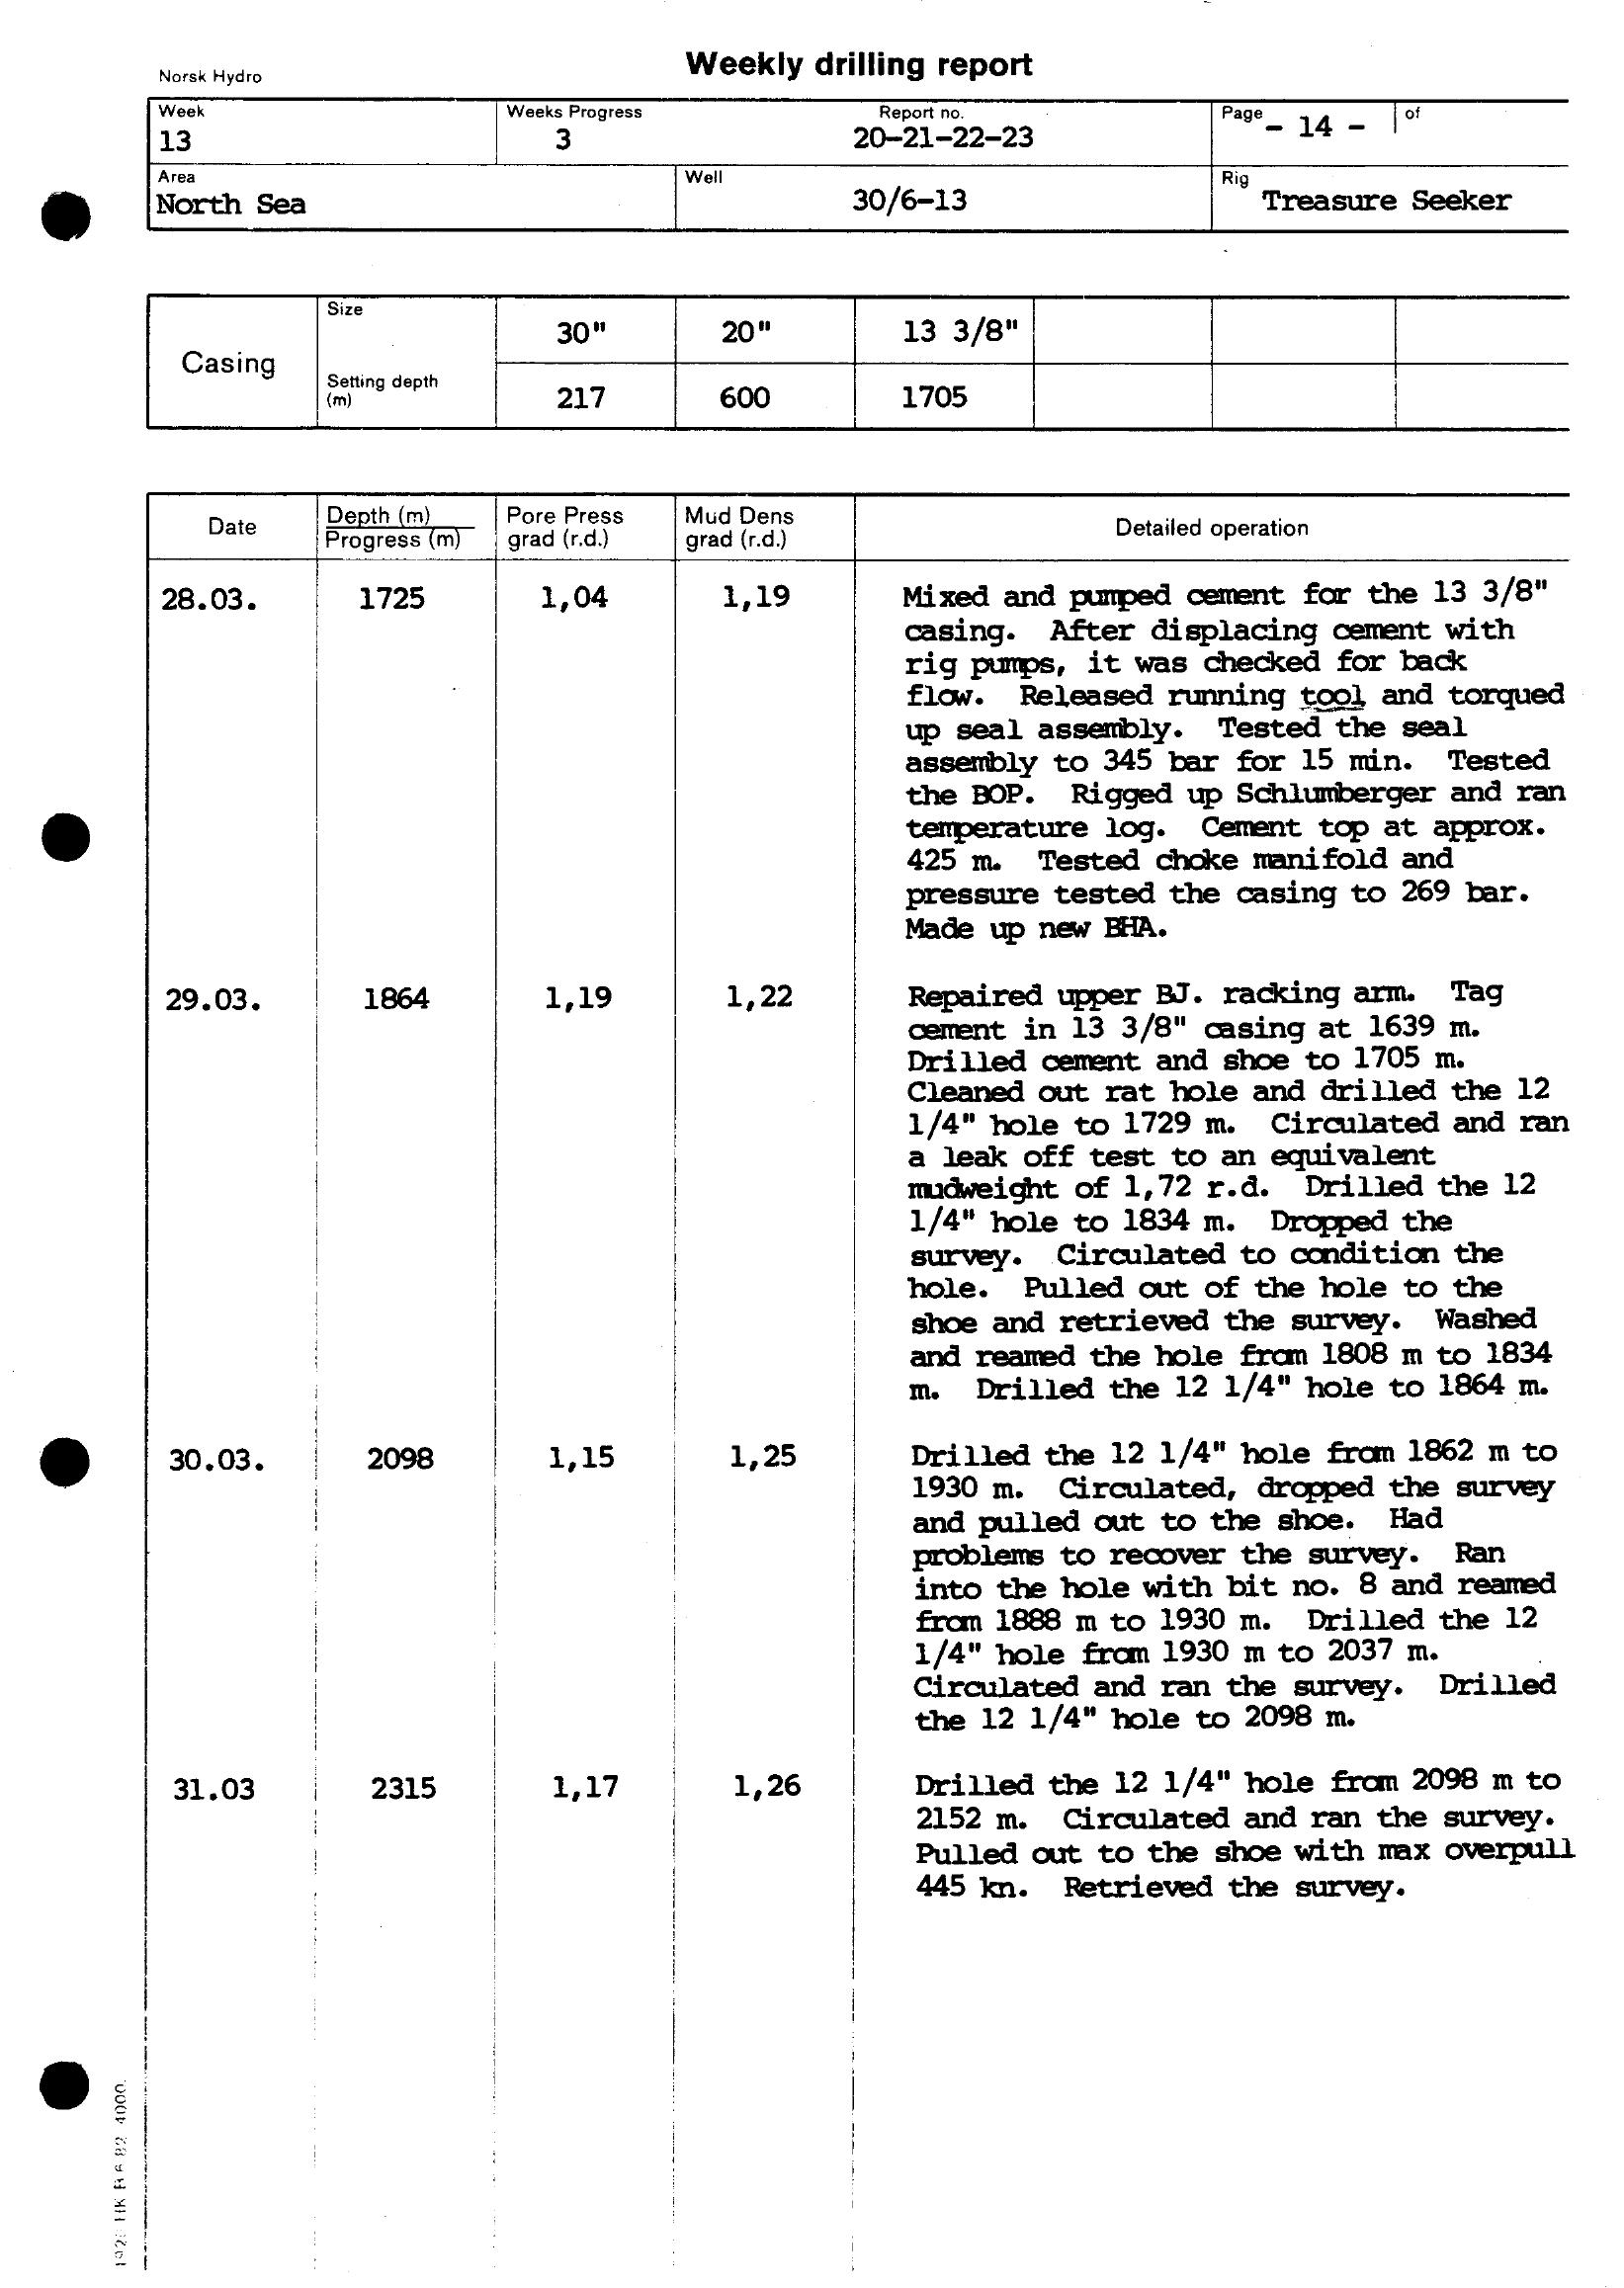 Norsk Hydro
Weekly drilling report
Week
13
Weeks Progress
3
Report no.
20-21-22-23
Page - 14 - of
Area
North Sea
Well
30/6-13
Rig
Treasure Seeker
Casing
Size
30" 20" 13 3/8"
Setting depth
(m)
217 600 1705
Date
Depth (m)
Progress (m)
Pore Press
grad (r.d.)
Mud Dens
grad (r.d.)
Detailed operation
28.03. 1725 1,04 1,19 Mixed and pumped cement for the 13 3/8"
casing. After displacing cement with
rig pumps, it was checked for back
flow. Released running tool and torqued
up seal assembly. Tested the seal
assembly to 345 bar for 15 min. Tested
the BOP. Rigged up Schlumberger and ran
temperature log. Cement top at approx.
425 m. Tested choke manifold and
pressure tested the casing to 269 bar.
Made up new BHA.
29.03. 1864 1,19 1,22 Repaired upper BJ. racking arm. Tag
cement in 13 3/8" casing at 1639 m.
Drilled cement and shoe to 1705 m.
Cleaned out rat hole and drilled the 12
1/4" hole to 1729 m. Circulated and ran
a leak off test to an equivalent
mudweight of 1,72 r.d. Drilled the 12
1/4" hole to 1834 m. Dropped the
survey. Circulated to condition the
hole. Pulled out of the hole to the
shoe and retrieved the survey. Washed
and reamed the hole from 1808 m to 1834
m. Drilled the 12 1/4" hole to 1864 m.
30.03. 2098 1,15 1,25 Drilled the 12 1/4" hole from 1862 m to
1930 m. Circulated, dropped the survey
and pulled out to the shoe. Had
problems to recover the survey. Ran
into the hole with bit no. 8 and reamed
from 1888 m to 1930 m. Drilled the 12
1/4" hole from 1930 m to 2037 m.
Circulated and ran the survey. Drilled
the 12 1/4" hole to 2098 m.
31.03 2315 1,17 1,26 Drilled the 12 1/4" hole from 2098 m to
2152 m. Circulated and ran the survey.
Pulled out to the shoe with max overpull
445 kn. Retrieved the survey.
4000.